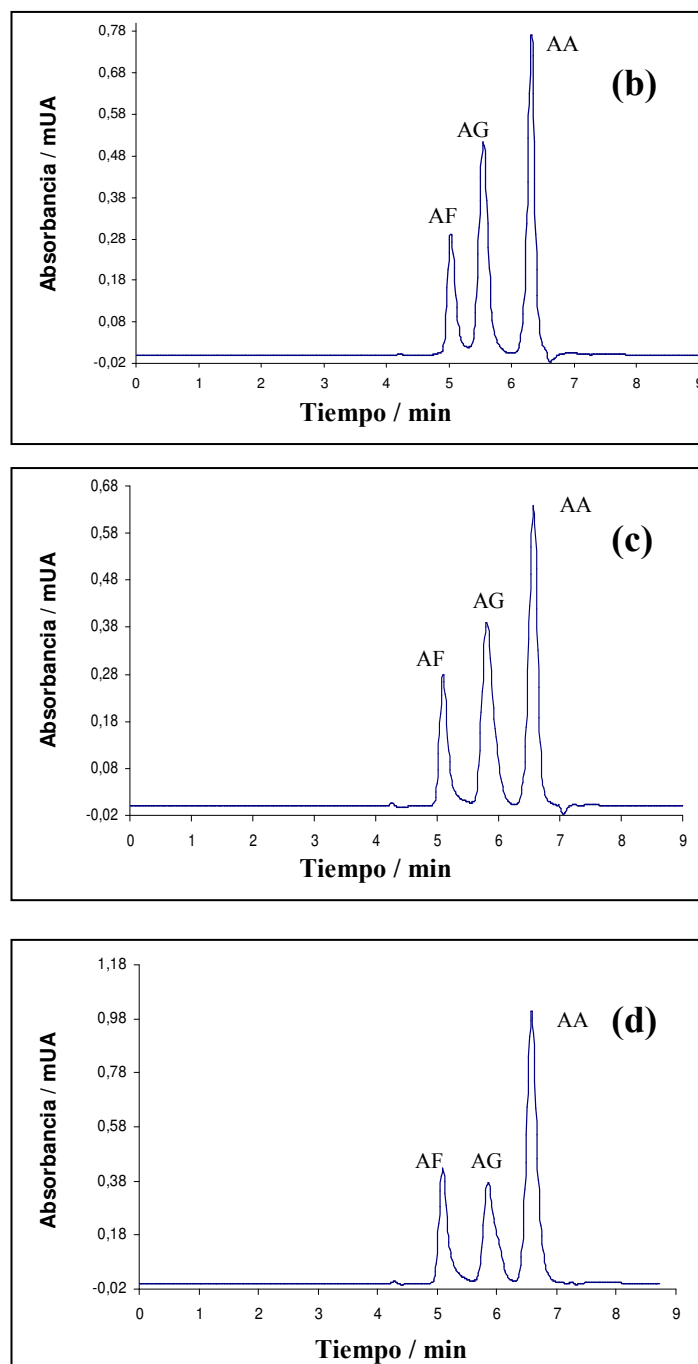 0,78
AA
(b)
0,68
0,58
AG
0,48
0,38
AF
0,28
0,18
0,08
-0,02
0 1 2 3 4 5 6 7 8 9
Absorbancia / mUA
Tiempo / min
0,68
AA
(c)
0,58
0,48
AG
0,38
AF
0,28
0,18
0,08
-0,02
0 1 2 3 4 5 6 7 8 9
Absorbancia / mUA
Tiempo / min
1,18
0,98
AA
(d)
0,78
0,58
AF AG
0,38
0,18
-0,02
0 1 2 3 4 5 6 7 8 9
Absorbancia / mUA
Tiempo / min